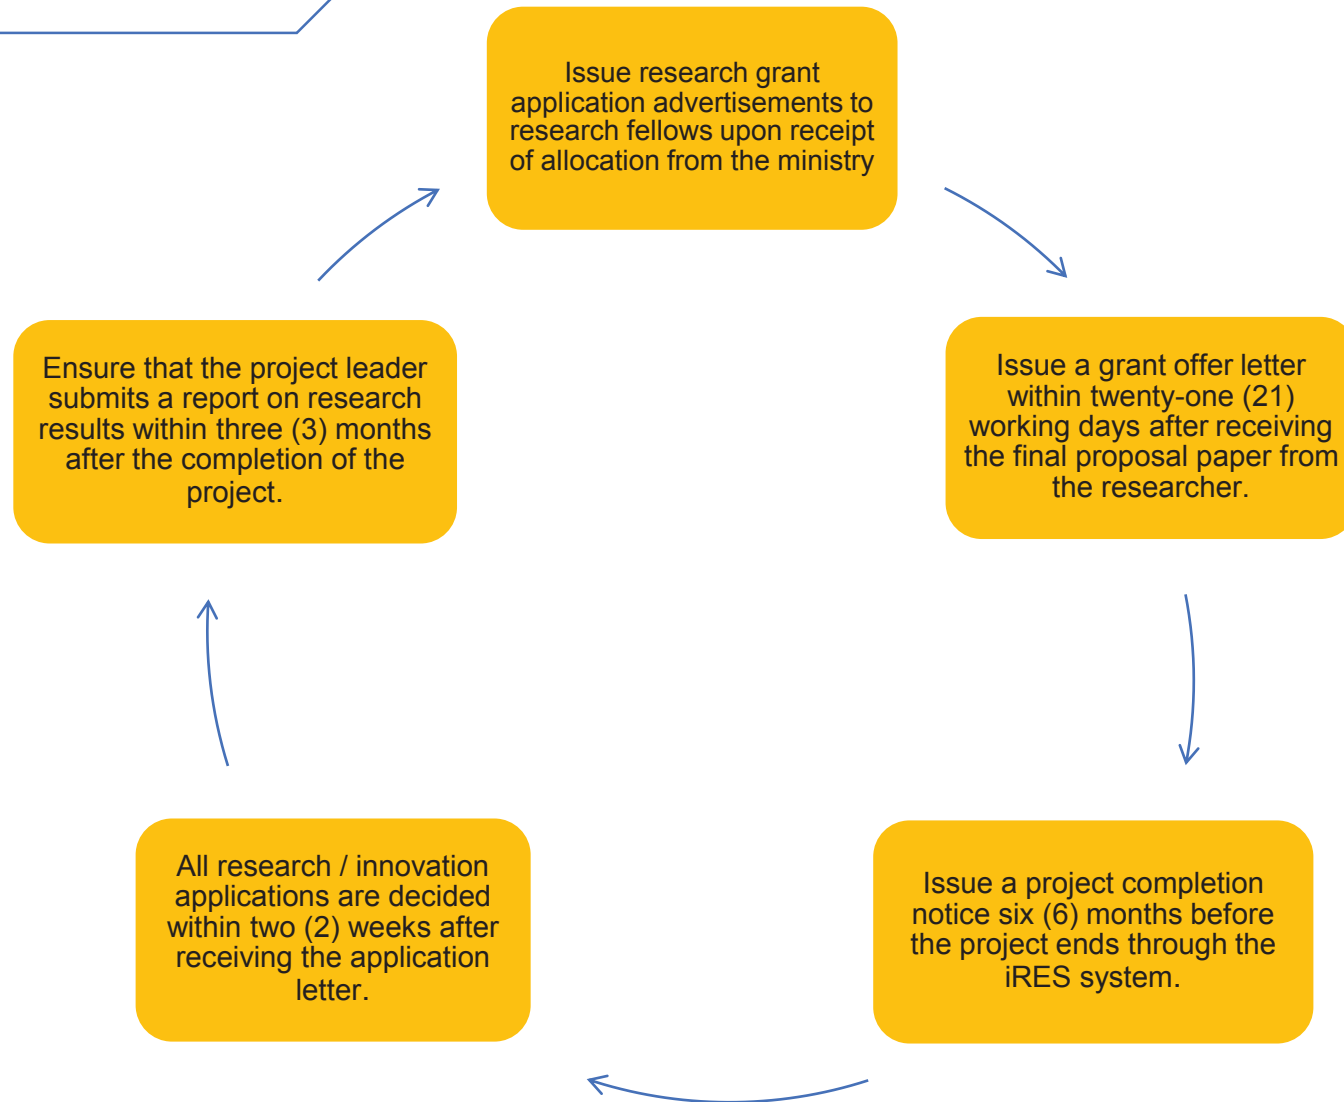 Issue research grant
application advertisements to
research fellows upon receipt
of allocation from the ministry
Issue a grant offer letter
within twenty-one (21)
working days after receiving
the final proposal paper from
the researcher.
Issue a project completion
notice six (6) months before
the project ends through the
iRES system.
All research / innovation
applications are decided
within two (2) weeks after
receiving the application
letter.
Ensure that the project leader
submits a report on research
results within three (3) months
after the completion of the
project.